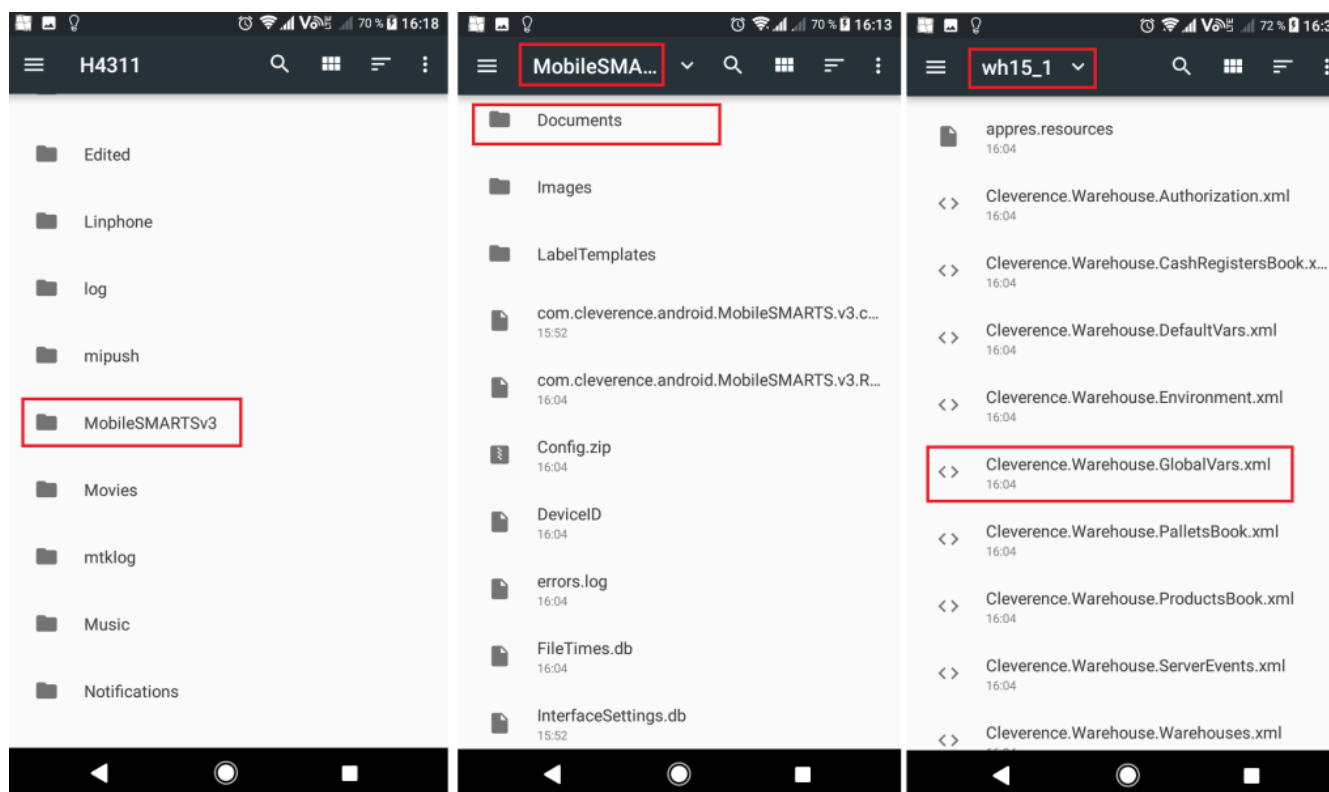 70 % 16:18
H4311
Edited
Linphone
log
mipush
MobileSMARTSv3
Movies
mtklog
Music
Notifications
70 % 16:13
MobileSMA...
Documents
Images
LabelTemplates
com.cleverence.android.MobileSMARTS.v3.c...
15:52
com.cleverence.android.MobileSMARTS.v3.R...
16:04
Config.zip
16:04
DeviceID
16:04
errors.log
16:04
FileTimes.db
16:04
InterfaceSettings.db
15:52
72 % 16:3
wh15_1
appres.resources
16:04
Cleverence.Warehouse.Authorization.xml
16:04
Cleverence.Warehouse.CashRegistersBook.x...
16:04
Cleverence.Warehouse.DefaultVars.xml
16:04
Cleverence.Warehouse.Environment.xml
16:04
Cleverence.Warehouse.GlobalVars.xml
16:04
Cleverence.Warehouse.PalletsBook.xml
16:04
Cleverence.Warehouse.ProductsBook.xml
16:04
Cleverence.Warehouse.ServerEvents.xml
16:04
Cleverence.Warehouse.Warehouses.xml